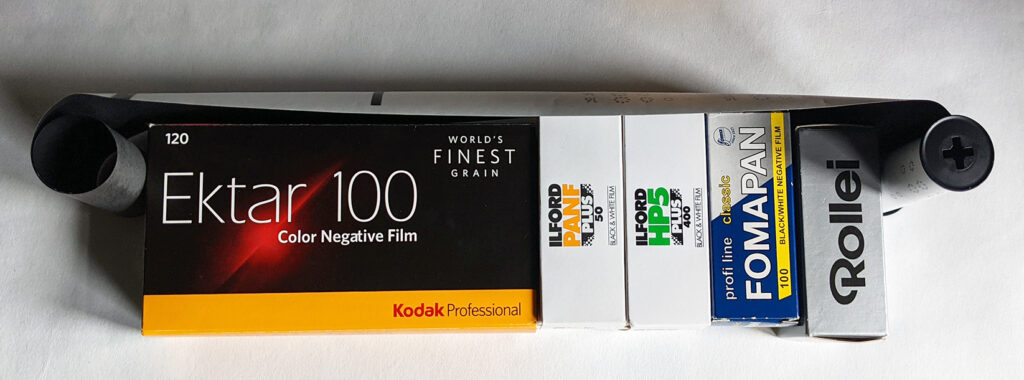 120
WORLD'S
FINEST
GRAIN
Ektar 100
Color Negative Film
Kodak Professional
ILFORD
PANF
PLUS
50
BLACK & WHITE FILM
ILFORD
HP5
PLUS
400
BLACK & WHITE FILM
profi line classic
FOMAPAN
100 BLACK/WHITE NEGATIVE FILM
Rollei